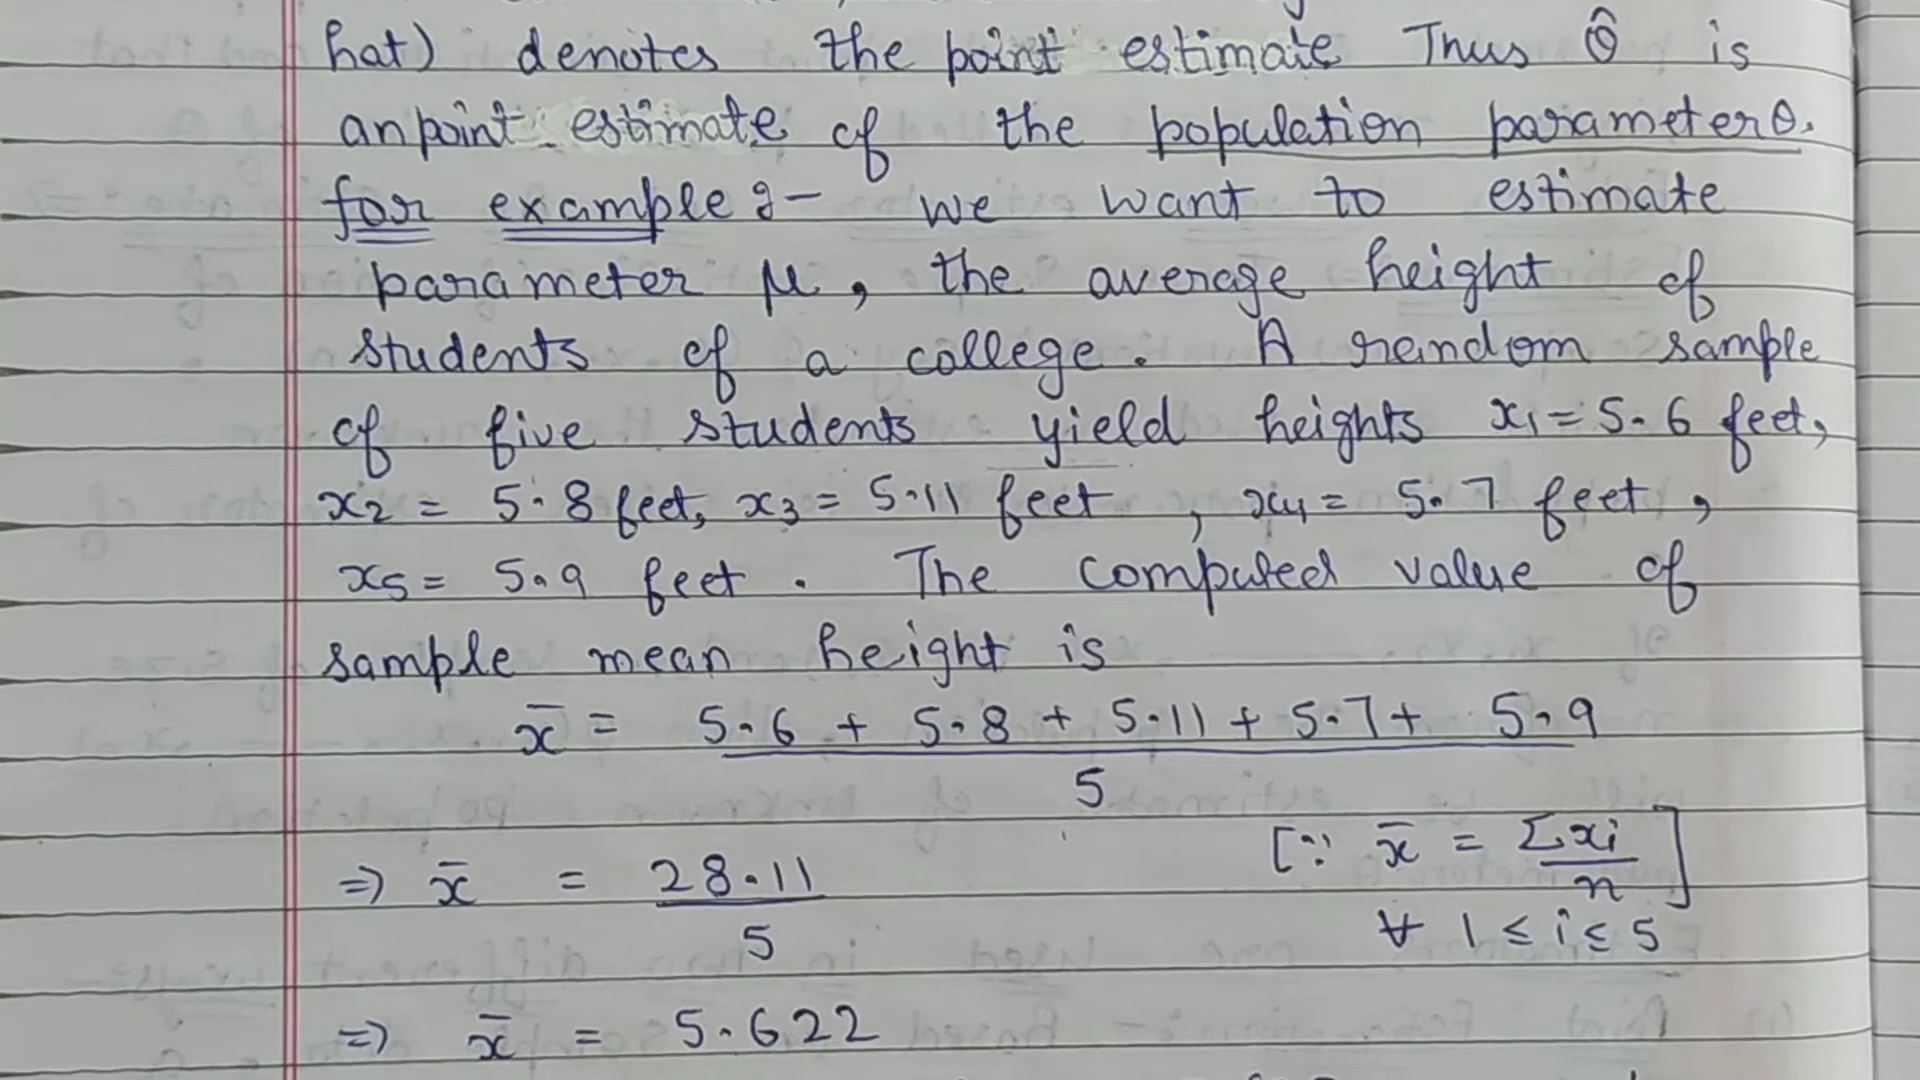 hat) denotes the point estimate Thus θ̂ is
an point estimate of the population parameter θ.
for example :- we want to estimate
parameter μ, the average height of
students of a college. A random sample
of five students yield heights x₁ = 5.6 feet,
x₂ = 5.8 feet, x₃ = 5.11 feet, x₄ = 5.7 feet,
x₅ = 5.9 feet. The computed value of
sample mean height is
x̄ = 5.6 + 5.8 + 5.11 + 5.7 + 5.9
5
⇒ x̄ = 28.11 / 5 [∵ x̄ = Σxᵢ / n]
∀ 1 ≤ i ≤ 5
⇒ x̄ = 5.622